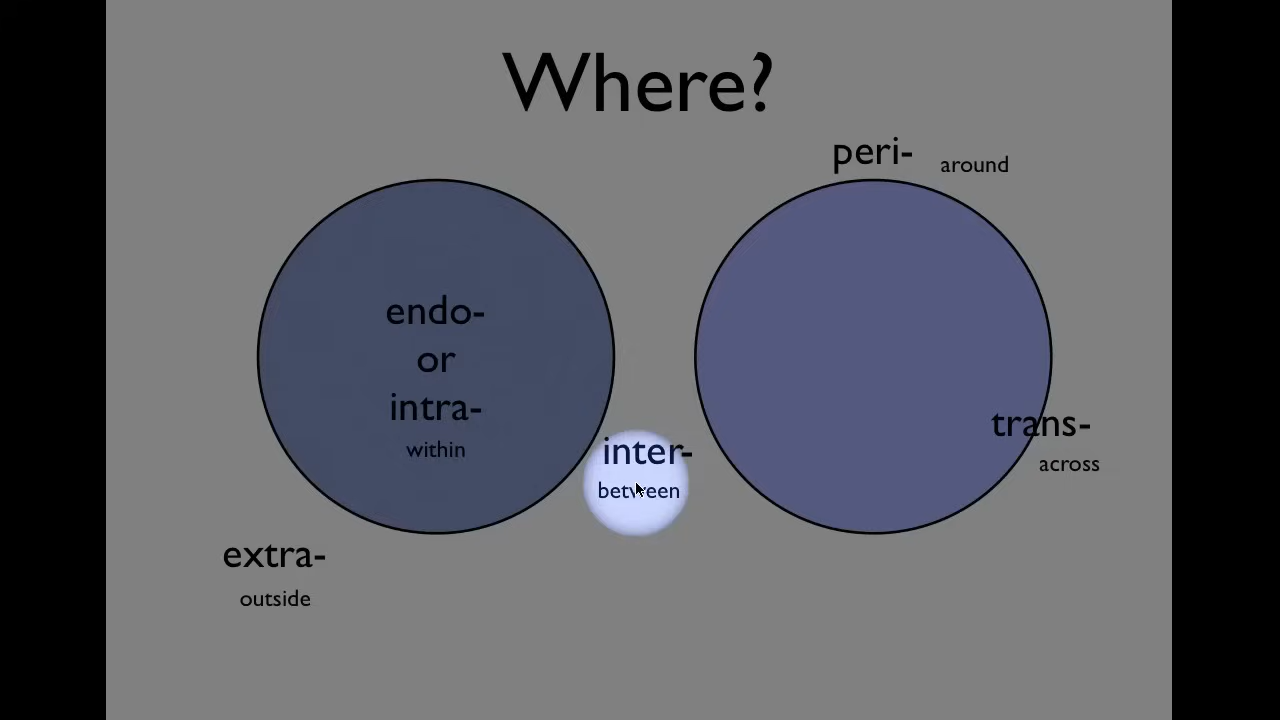 Where?
peri-
around
endo-
or
intra-
within
trans-
across
inter-
between
extra-
outside